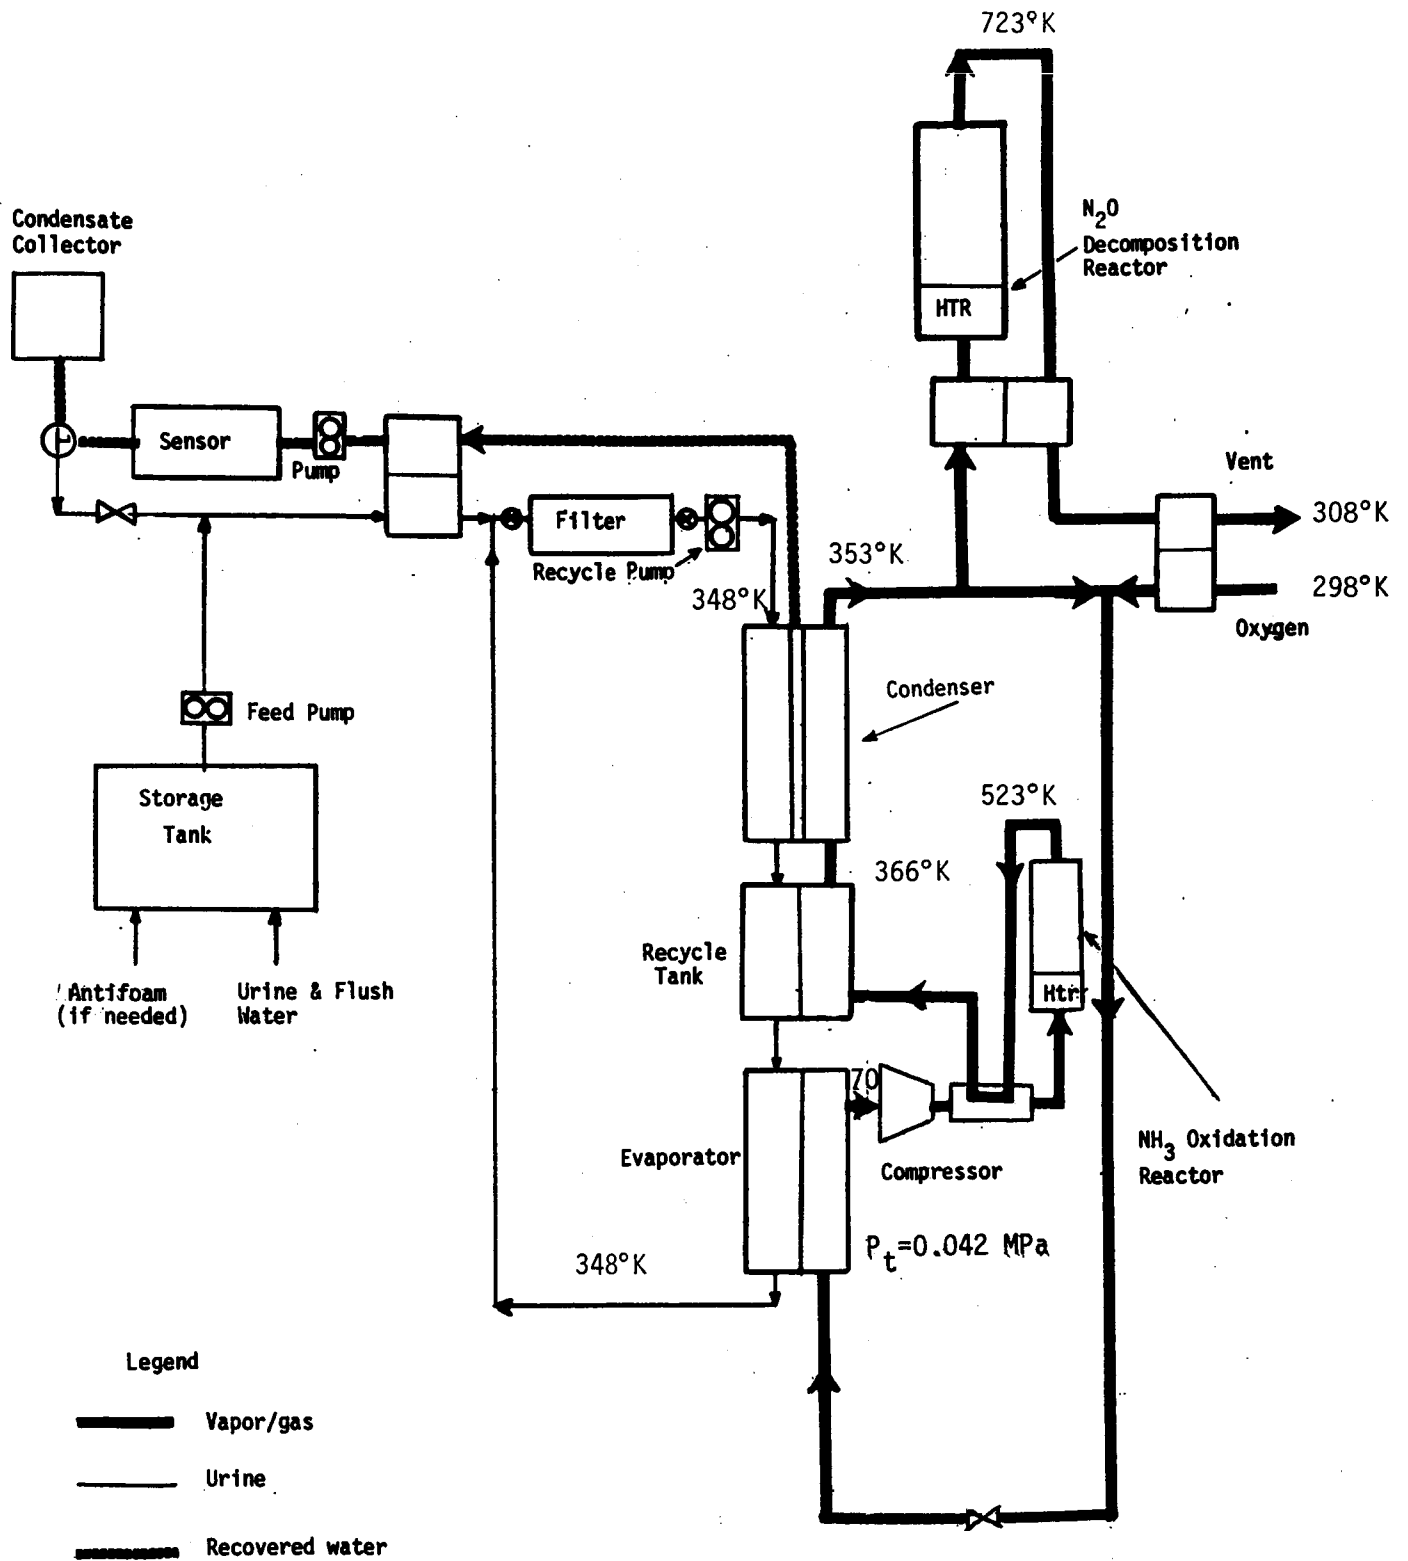 723°K
N2O
Decomposition
Reactor
HTR
Condensate
Collector
Sensor
Pump
Vent
308°K
Filter
Recycle Pump
353°K
348°K
298°K
Oxygen
Condenser
Feed Pump
Storage
Tank
523°K
366°K
Recycle
Tank
Htr
Antifoam
(if needed)
Urine & Flush
Water
70
Evaporator
Compressor
NH3 Oxidation
Reactor
Pt=0.042 MPa
348°K
Legend
Vapor/gas
Urine
Recovered water